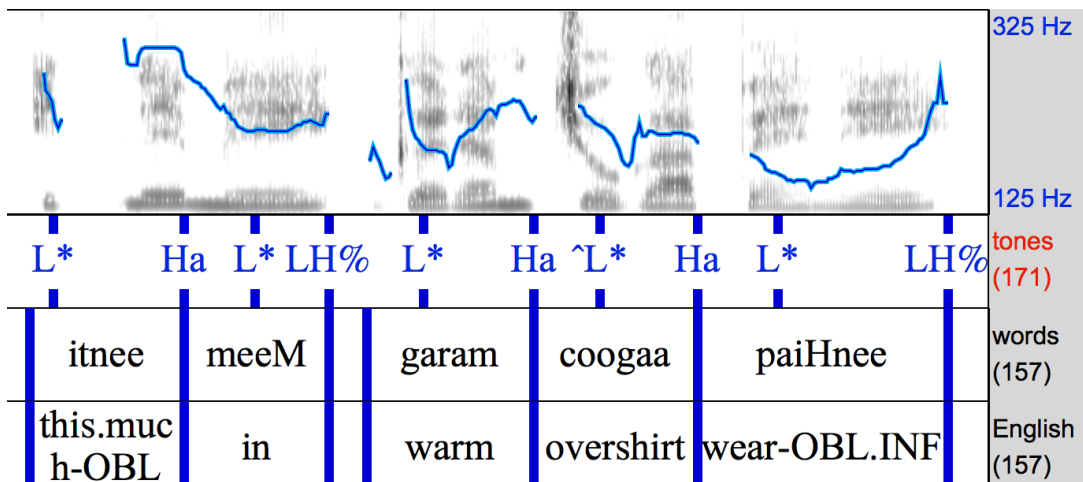 325 Hz
125 Hz
L* Ha L* LH% L* Ha ^L* Ha L* LH%
tones
(171)
itnee meeM garam coogaa paiHnee
words
(157)
this.muc
h-OBL in warm overshirt wear-OBL.INF
English
(157)